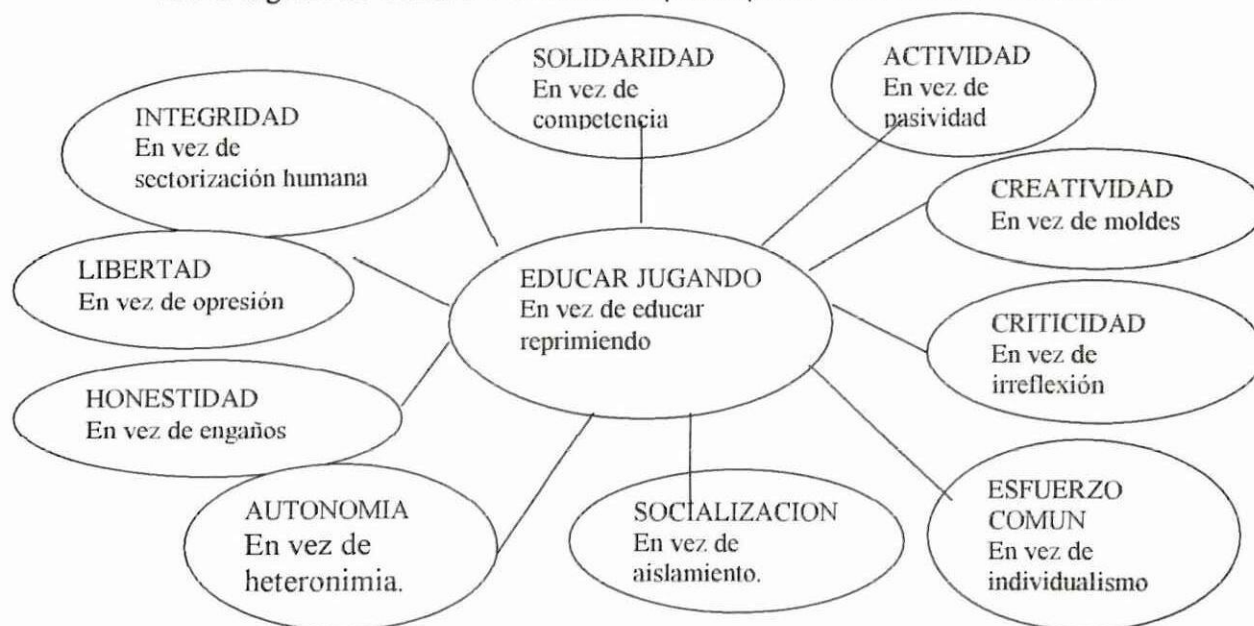 SOLIDARIDAD
En vez de
competencia
ACTIVIDAD
En vez de
pasividad
INTEGRIDAD
En vez de
sectorización humana
CREATIVIDAD
En vez de moldes
LIBERTAD
En vez de opresión
EDUCAR JUGANDO
En vez de educar
reprimiendo
CRITICIDAD
En vez de
irreflexión
HONESTIDAD
En vez de engaños
AUTONOMIA
En vez de
heteronimia.
SOCIALIZACION
En vez de
aislamiento.
ESFUERZO
COMUN
En vez de
individualismo